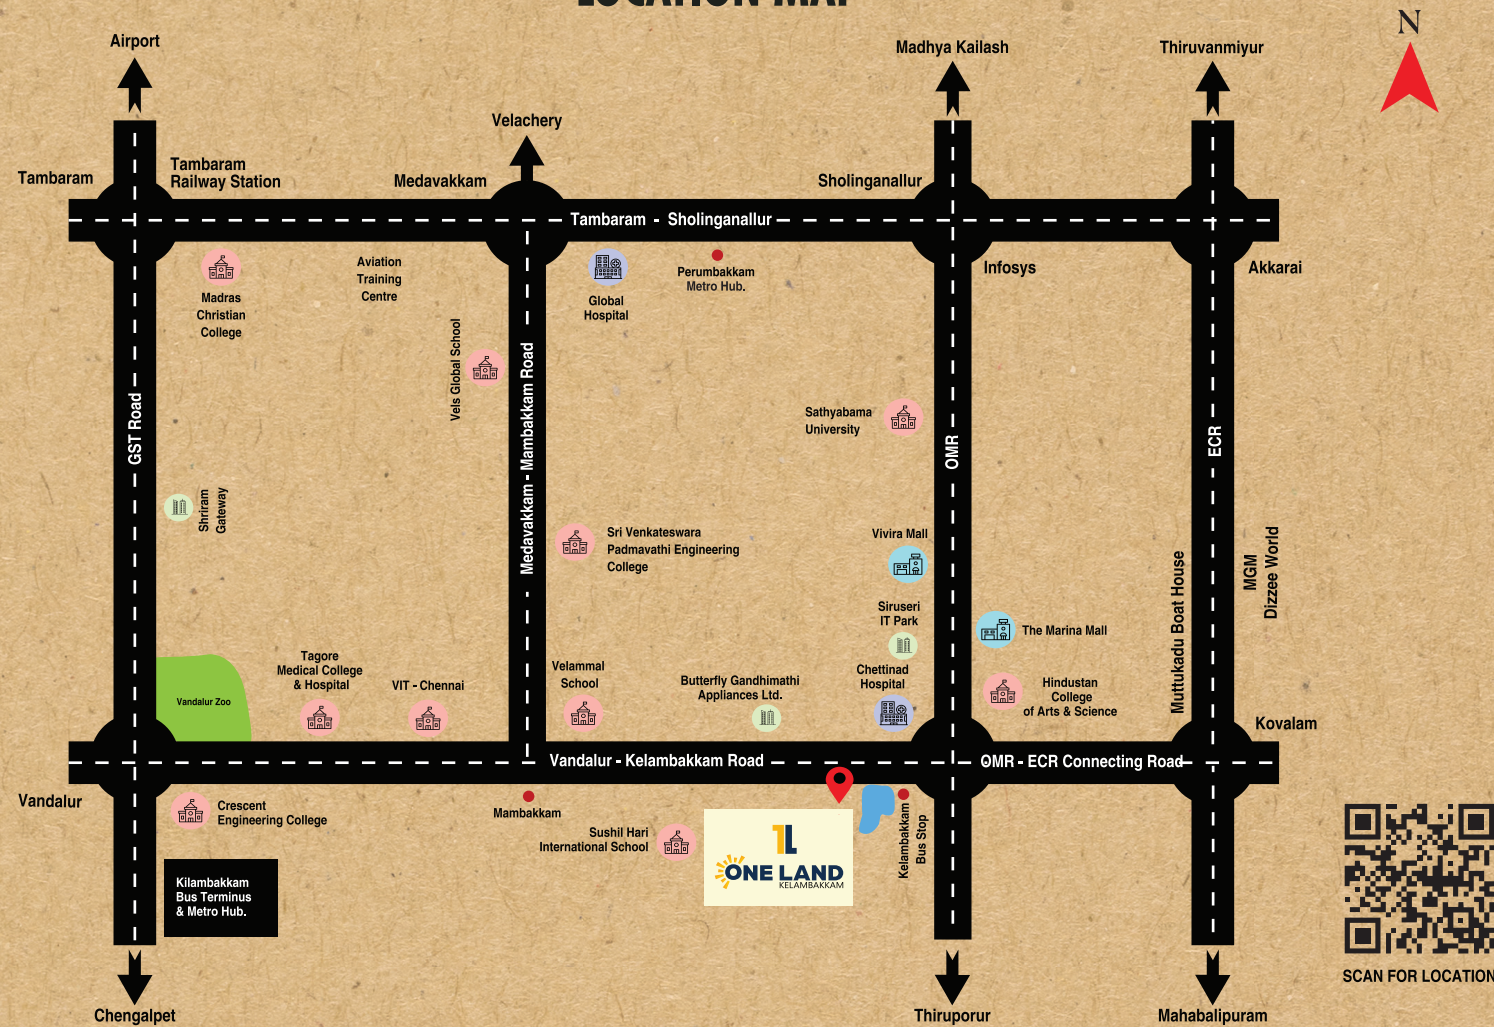 LOCATION MAP
N
Airport
Madhya Kailash
Thiruvanmiyur
Velachery
Tambaram
Tambaram
Railway Station
Medavakkam
Sholinganallur
Tambaram - Sholinganallur
Infosys
Akkarai
Madras
Christian
College
Aviation
Training
Centre
Global
Hospital
Perumbakkam
Metro Hub.
Vels Global School
GST Road
Medavakkam - Mambakkam Road
OMR
ECR
Sathyabama
University
Shriram
Gateway
Sri Venkateswara
Padmavathi Engineering
College
Vivira Mall
Siruseri
IT Park
The Marina Mall
Muttukadu Boat House
MGM
Dizzee World
Vandalur Zoo
Tagore
Medical College
& Hospital
VIT - Chennai
Velammal
School
Butterfly Gandhimathi
Appliances Ltd.
Chettinad
Hospital
Hindustan
College
of Arts & Science
Kovalam
Vandalur - Kelambakkam Road
OMR - ECR Connecting Road
Vandalur
Crescent
Engineering College
Mambakkam
Sushil Hari
International School
1L
ONE LAND
KELAMBAKKAM
Kelambakkam
Bus Stop
Kilambakkam
Bus Terminus
& Metro Hub.
SCAN FOR LOCATION
Chengalpet
Thiruporur
Mahabalipuram